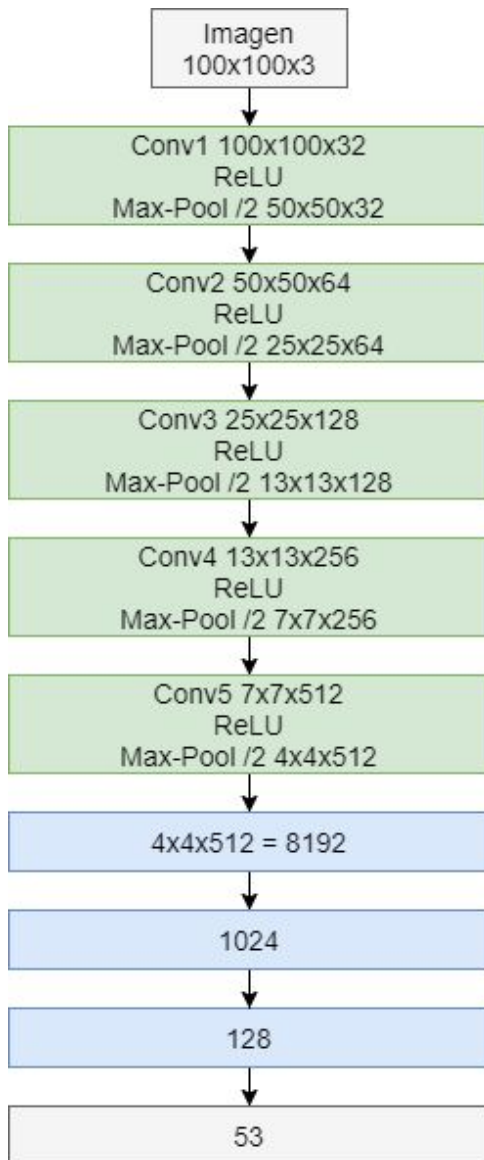 Imagen
100x100x3
Conv1 100x100x32
ReLU
Max-Pool /2 50x50x32
Conv2 50x50x64
ReLU
Max-Pool /2 25x25x64
Conv3 25x25x128
ReLU
Max-Pool /2 13x13x128
Conv4 13x13x256
ReLU
Max-Pool /2 7x7x256
Conv5 7x7x512
ReLU
Max-Pool /2 4x4x512
4x4x512 = 8192
1024
128
53